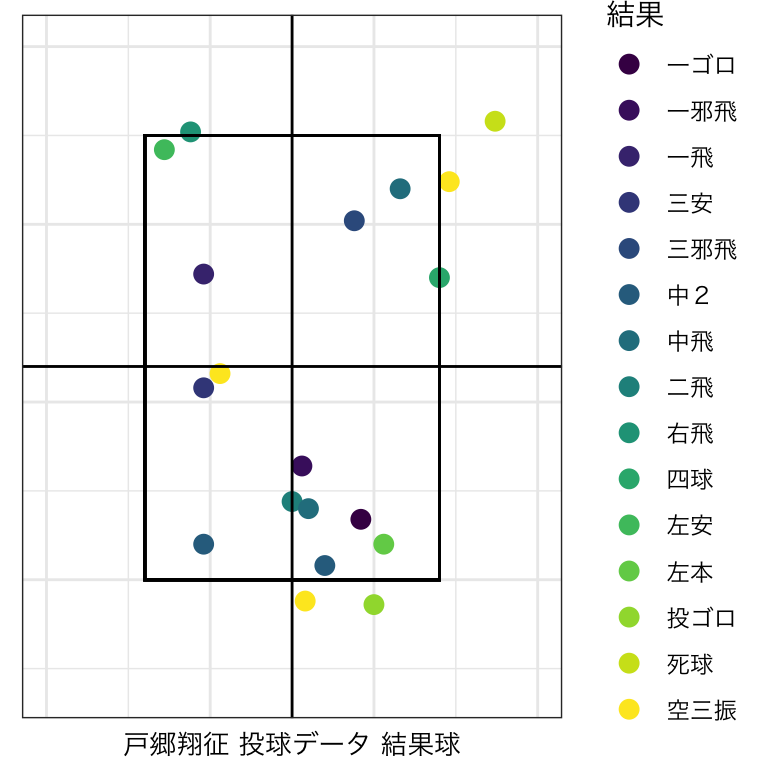 結果
一ゴロ
一邪飛
一飛
三安
三邪飛
中２
中飛
二飛
右飛
四球
左安
左本
投ゴロ
死球
空三振
戸郷翔征 投球データ 結果球